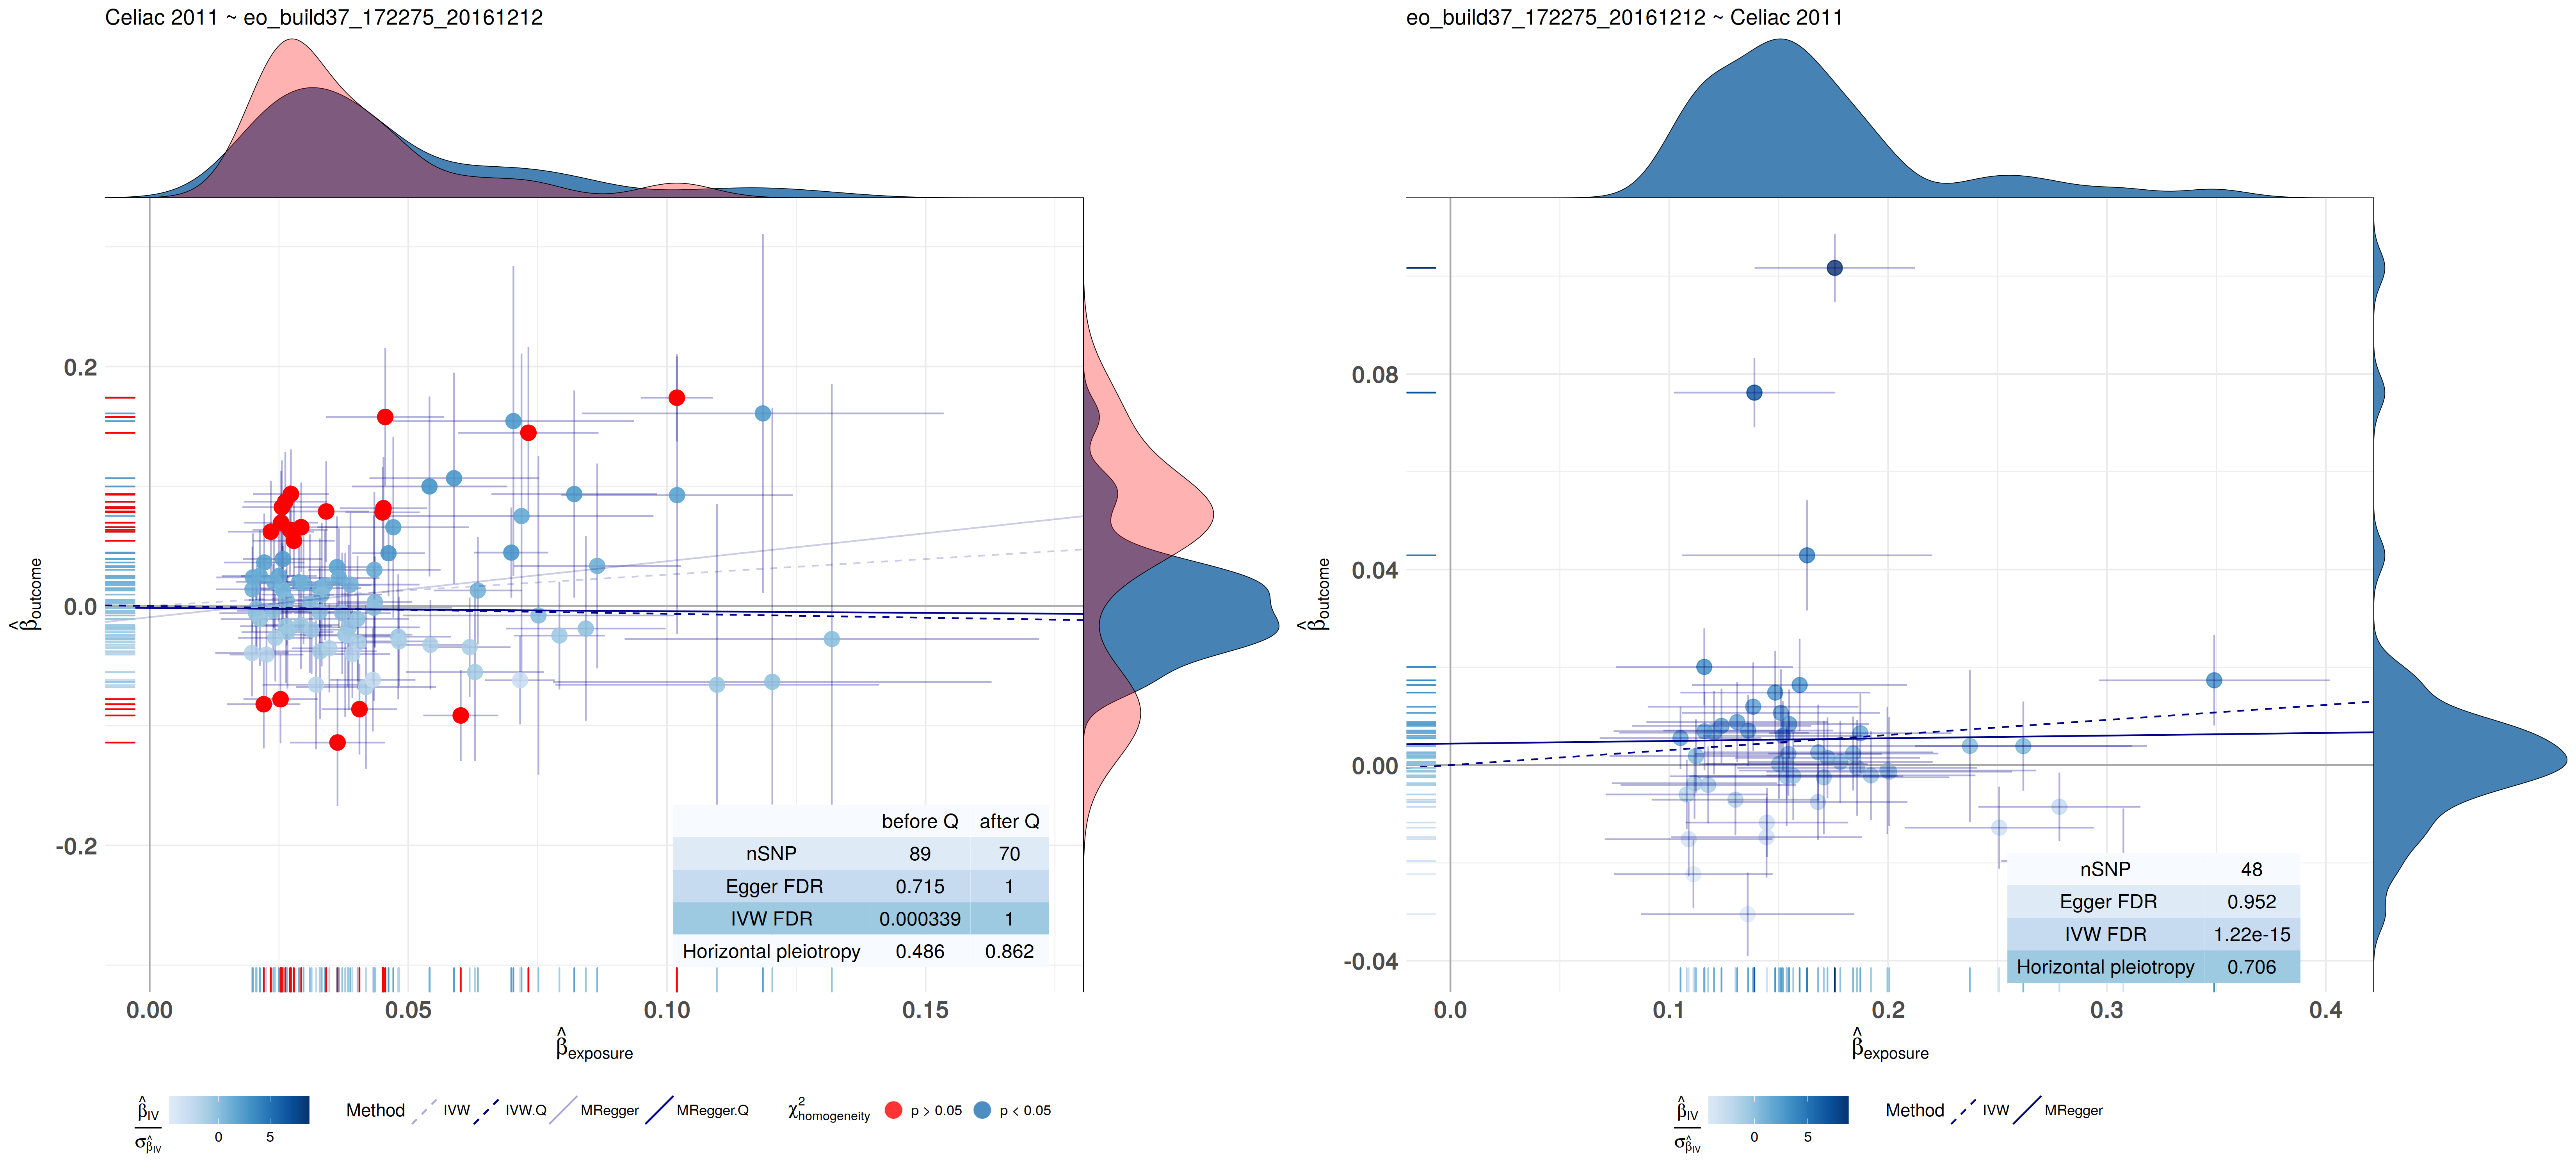 Celiac 2011 ~ eo_build37_172275_20161212
0.2
0.0
-0.2
β̂outcome
before Q after Q
nSNP 89 70
Egger FDR 0.715 1
IVW FDR 0.000339 1
Horizontal pleiotropy 0.486 0.862
0.00 0.05 0.10 0.15
β̂exposure
β̂IV
σβ̂IV
0 5
Method IVW IVW.Q MRegger MRegger.Q
χ²homogeneity p > 0.05 p < 0.05
eo_build37_172275_20161212 ~ Celiac 2011
0.08
0.04
0.00
-0.04
β̂outcome
nSNP 48
Egger FDR 0.952
IVW FDR 1.22e-15
Horizontal pleiotropy 0.706
0.0 0.1 0.2 0.3 0.4
β̂exposure
β̂IV
σβ̂IV
0 5
Method IVW MRegger